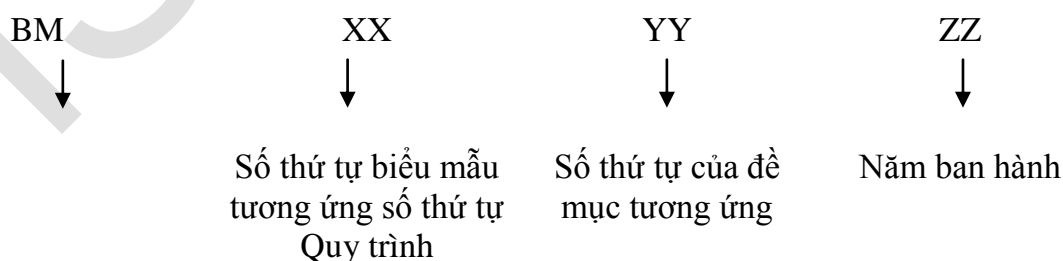 BM XX YY ZZ
Số thứ tự biểu mẫu
tương ứng số thứ tự
Quy trình
Số thứ tự của đề
mục tương ứng
Năm ban hành